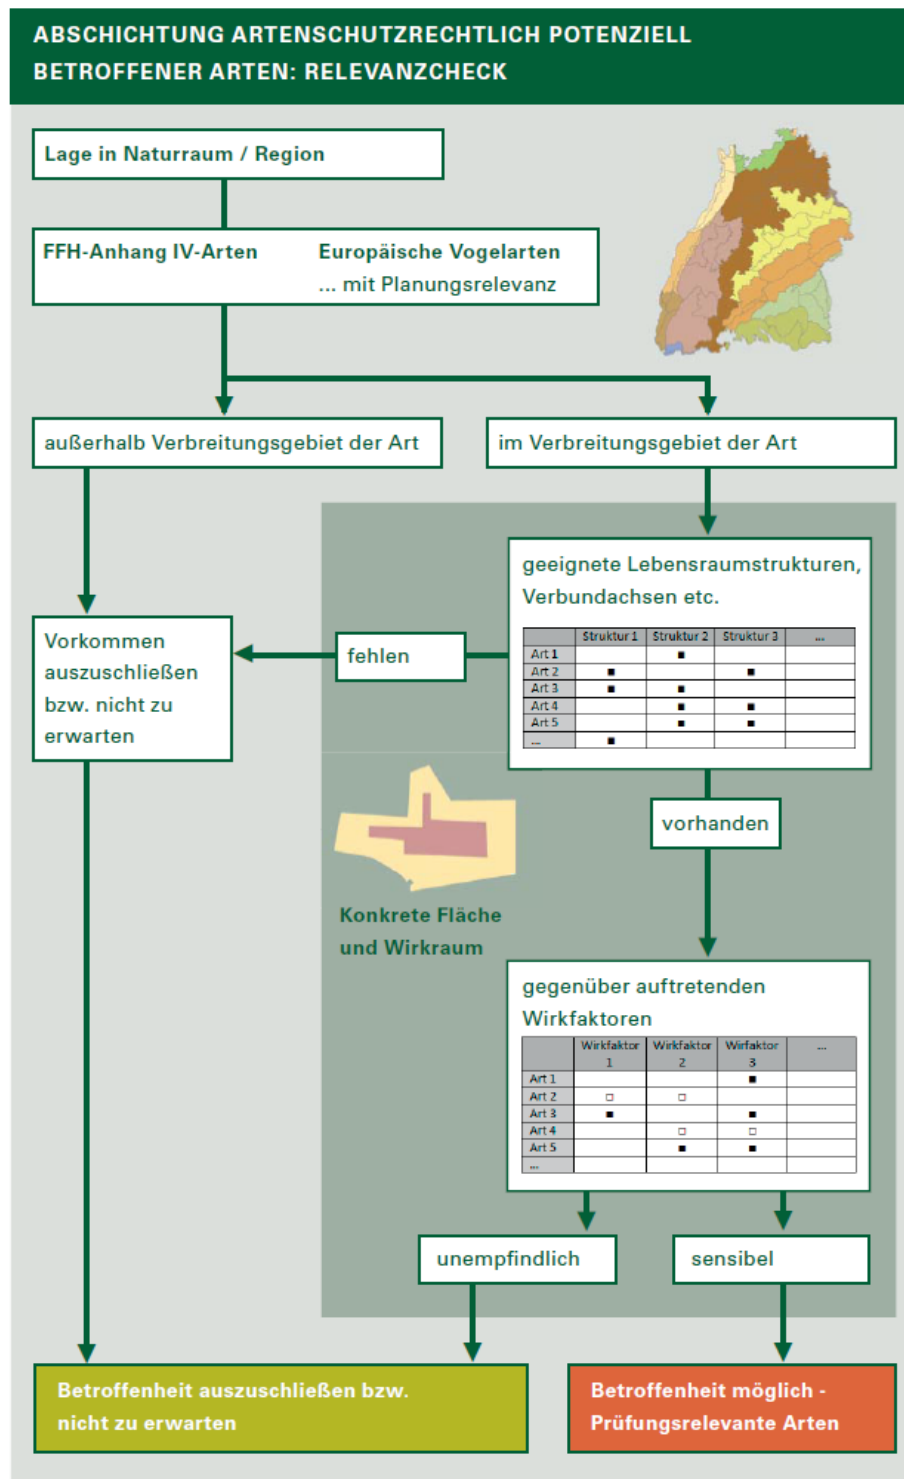 ABSCHICHTUNG ARTENSCHUTZRECHTLICH POTENZIELL
BETROFFENER ARTEN: RELEVANZCHECK
Lage in Naturraum / Region
FFH-Anhang IV-Arten
Europäische Vogelarten
... mit Planungsrelevanz
außerhalb Verbreitungsgebiet der Art
im Verbreitungsgebiet der Art
geeignete Lebensraumstrukturen,
Verbundachsen etc.
Struktur 1 Struktur 2 Struktur 3 ...
Art 1 ■
Art 2 ■ ■
Art 3 ■ ■
Art 4 ■ ■
Art 5 ■ ■
... ■
fehlen
Vorkommen
auszuschließen
bzw. nicht zu
erwarten
vorhanden
Konkrete Fläche
und Wirkraum
gegenüber auftretenden
Wirkfaktoren
Wirkfaktor Wirkfaktor Wirfaktor ...
1 2 3
Art 1 ■
Art 2 □ □
Art 3 ■ ■
Art 4 □ □
Art 5 ■ ■
...
unempfindlich
sensibel
Betroffenheit auszuschließen bzw.
nicht zu erwarten
Betroffenheit möglich -
Prüfungsrelevante Arten